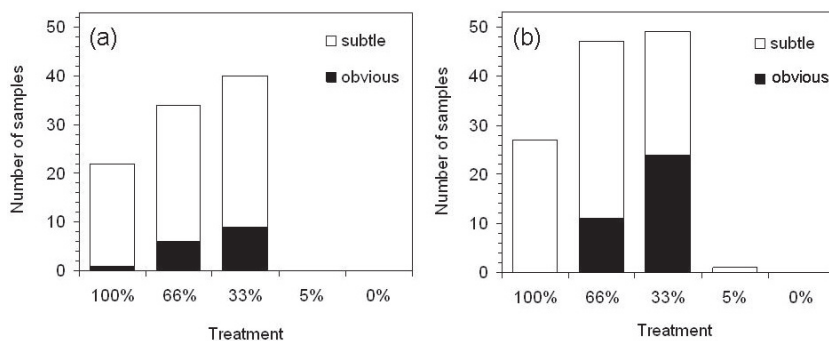 (a)
subtle
obvious
Number of samples
50
40
30
20
10
0
100% 66% 33% 5% 0%
Treatment
(b)
subtle
obvious
Number of samples
50
40
30
20
10
0
100% 66% 33% 5% 0%
Treatment